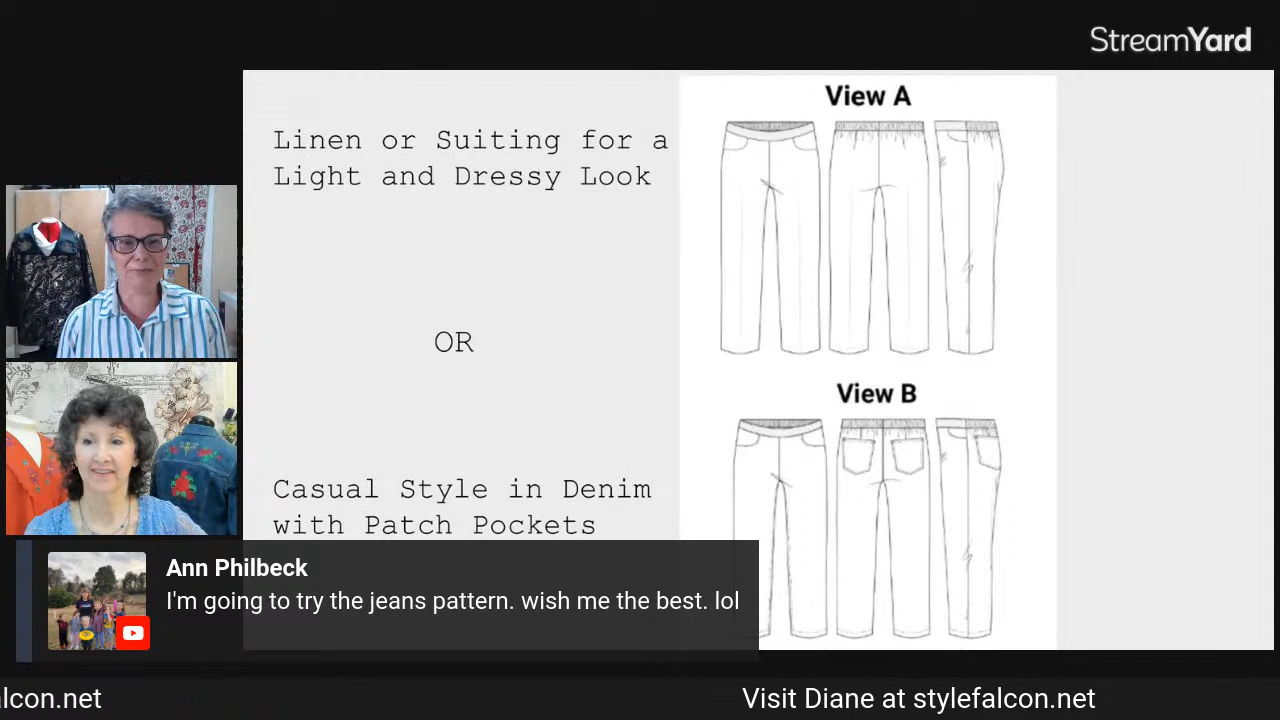 StreamYard
Linen or Suiting for a
Light and Dressy Look
OR
Casual Style in Denim
with Patch Pockets
View A
View B
Ann Philbeck
I'm going to try the jeans pattern. wish me the best. lol
alcon.net
Visit Diane at stylefalcon.net